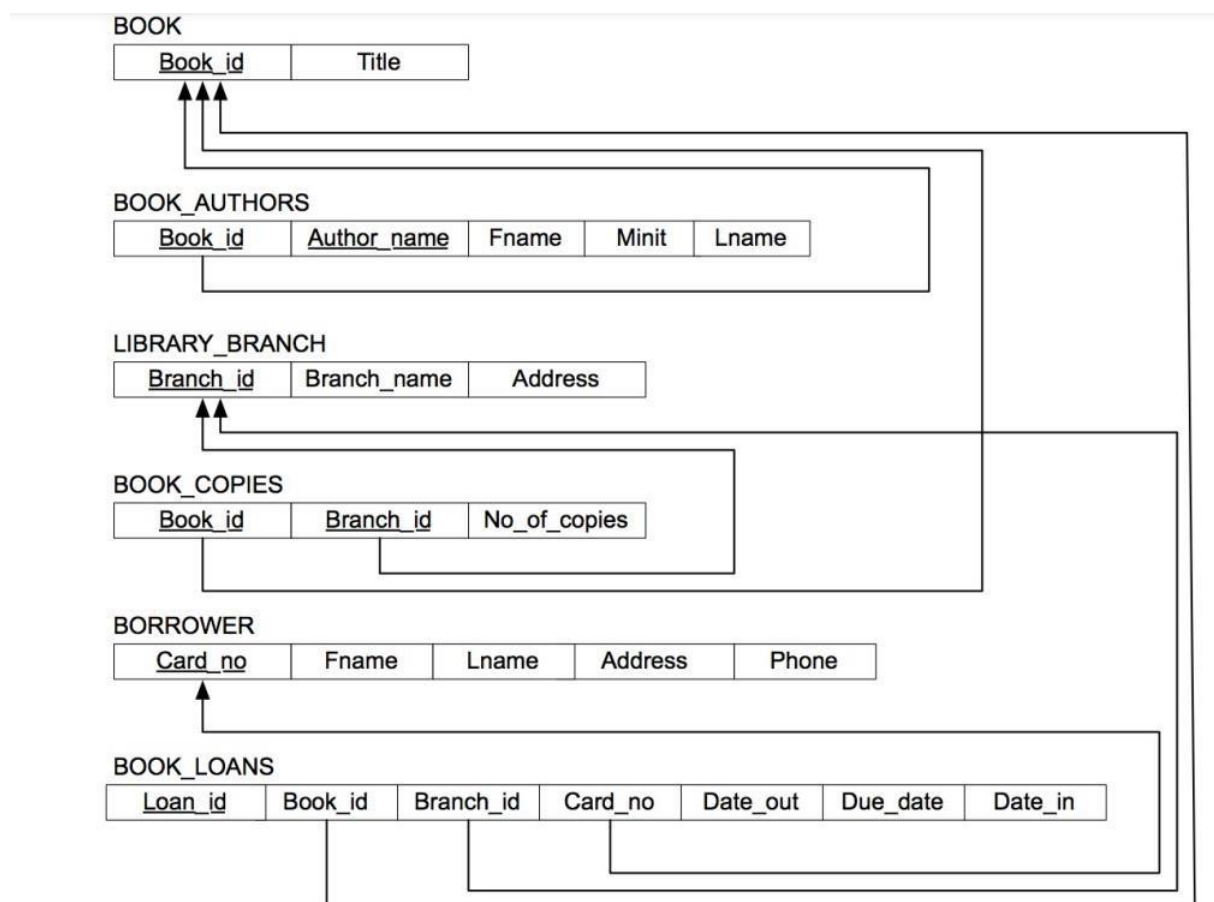 BOOK
Book_id Title
BOOK_AUTHORS
Book_id Author_name Fname Minit Lname
LIBRARY_BRANCH
Branch_id Branch_name Address
BOOK_COPIES
Book_id Branch_id No_of_copies
BORROWER
Card_no Fname Lname Address Phone
BOOK_LOANS
Loan_id Book_id Branch_id Card_no Date_out Due_date Date_in